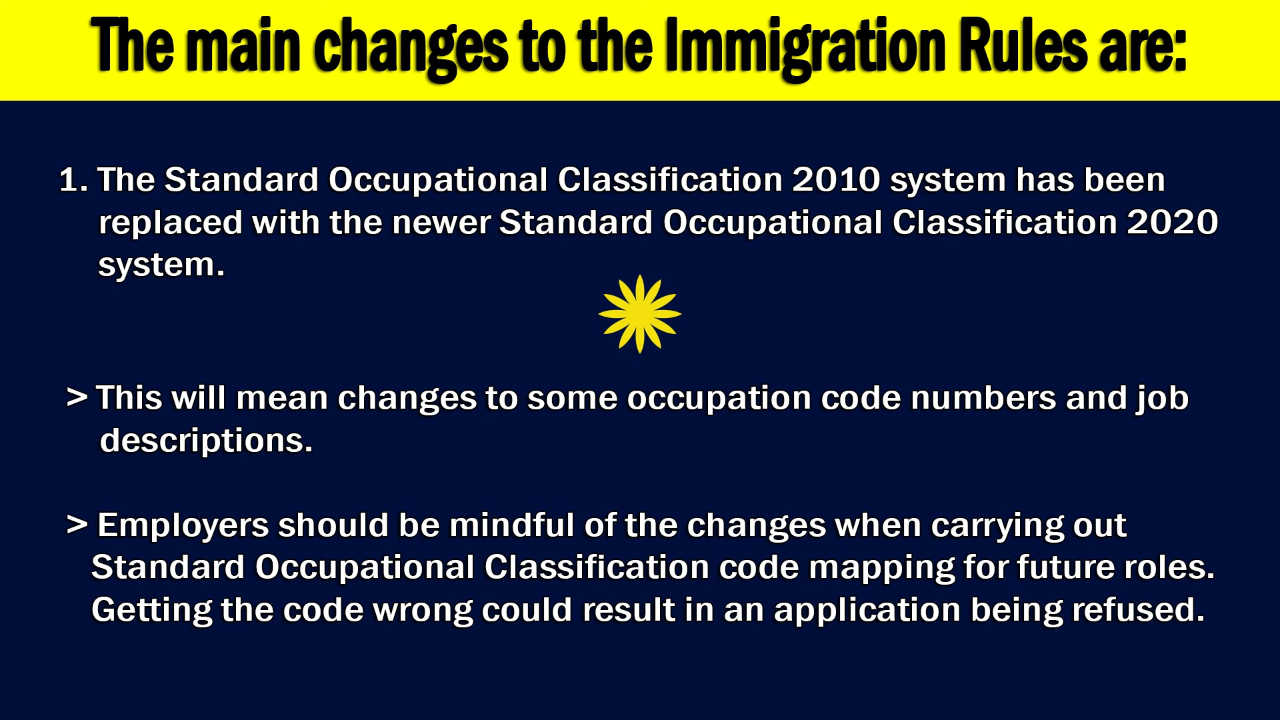 The main changes to the Immigration Rules are:
1. The Standard Occupational Classification 2010 system has been
replaced with the newer Standard Occupational Classification 2020
system.
> This will mean changes to some occupation code numbers and job
descriptions.
> Employers should be mindful of the changes when carrying out
Standard Occupational Classification code mapping for future roles.
Getting the code wrong could result in an application being refused.